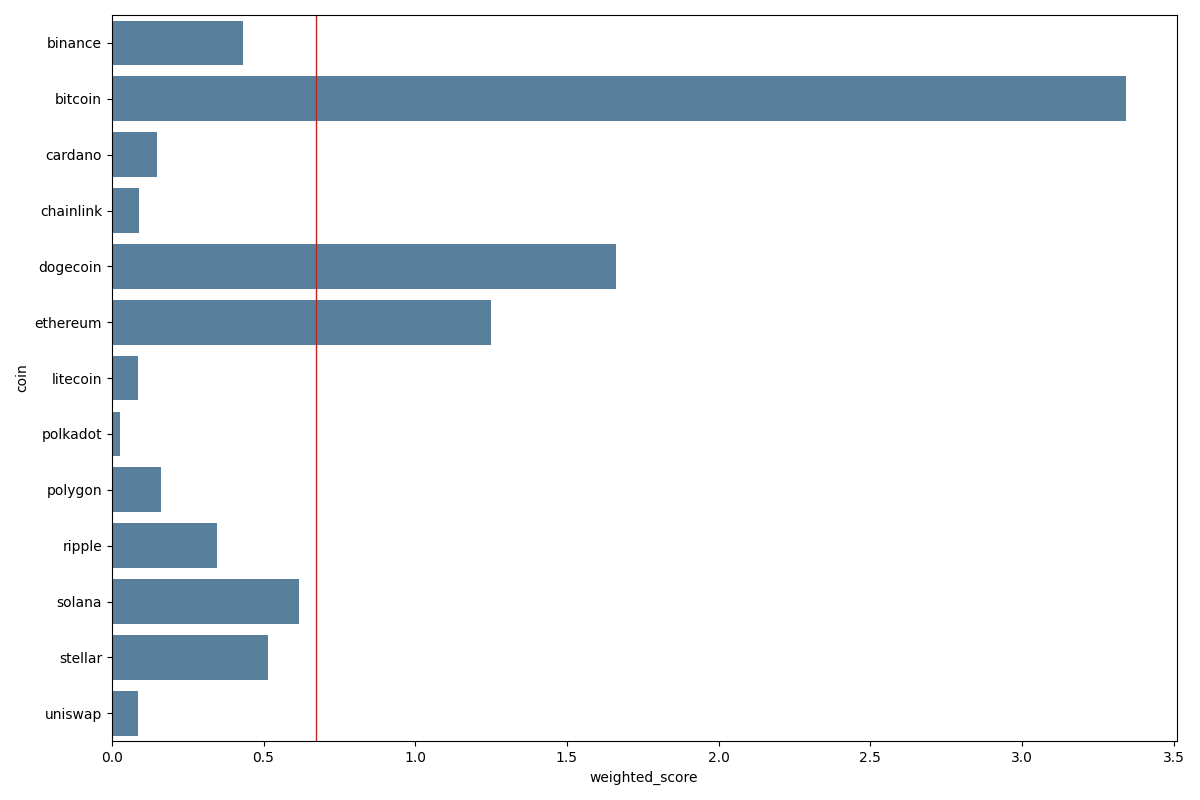 binance
bitcoin
cardano
chainlink
dogecoin
ethereum
litecoin
polkadot
polygon
ripple
solana
stellar
uniswap
coin
0.0 0.5 1.0 1.5 2.0 2.5 3.0 3.5
weighted_score